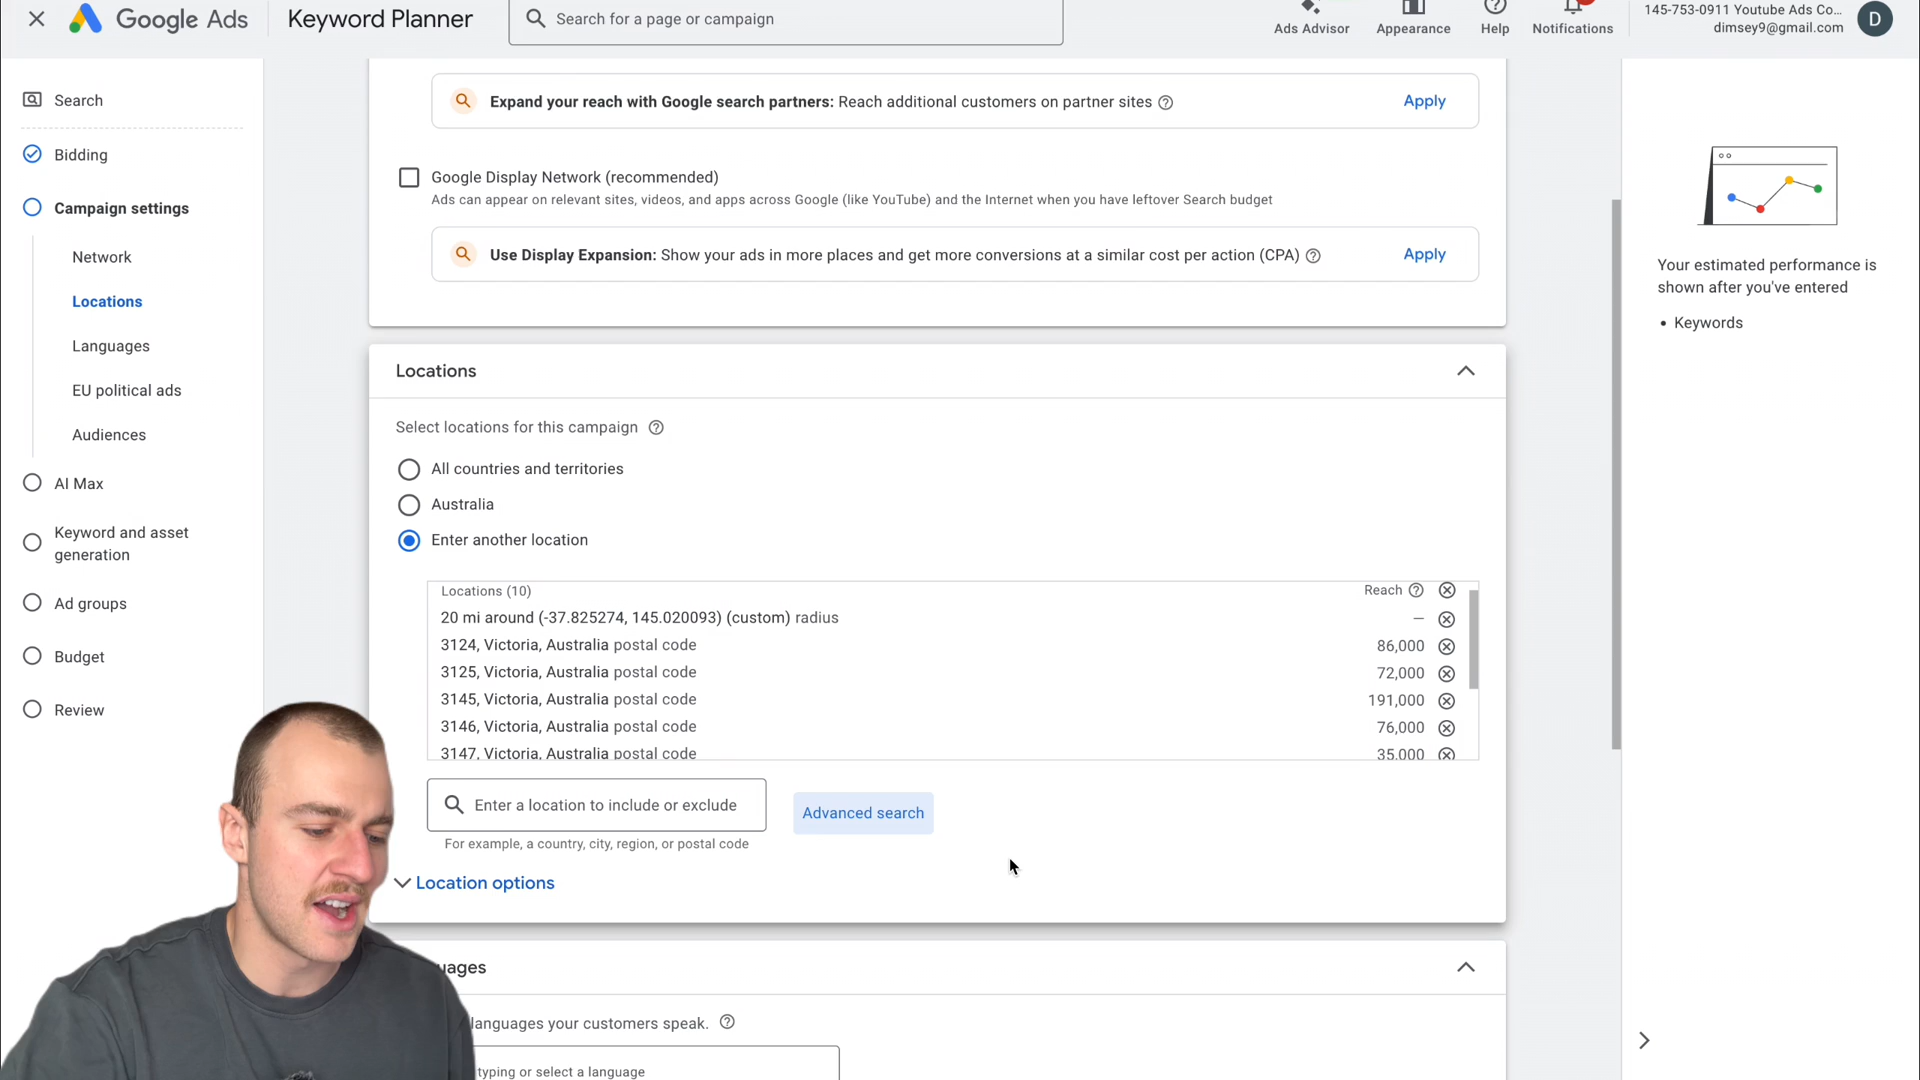 Google Ads
Keyword Planner
Search for a page or campaign
Ads Advisor
Appearance
Help
Notifications
145-753-0911 Youtube Ads Co...
dimsey9@gmail.com
D
Search
Bidding
Campaign settings
Network
Locations
Languages
EU political ads
Audiences
AI Max
Keyword and asset
generation
Ad groups
Budget
Review
Expand your reach with Google search partners: Reach additional customers on partner sites
Apply
Google Display Network (recommended)
Ads can appear on relevant sites, videos, and apps across Google (like YouTube) and the Internet when you have leftover Search budget
Use Display Expansion: Show your ads in more places and get more conversions at a similar cost per action (CPA)
Apply
Locations
Select locations for this campaign
All countries and territories
Australia
Enter another location
Locations (10)
Reach
20 mi around (-37.825274, 145.020093) (custom) radius
–
3124, Victoria, Australia postal code
86,000
3125, Victoria, Australia postal code
72,000
3145, Victoria, Australia postal code
191,000
3146, Victoria, Australia postal code
76,000
3147, Victoria, Australia postal code
35,000
Enter a location to include or exclude
Advanced search
For example, a country, city, region, or postal code
Location options
uages
languages your customers speak.
typing or select a language
Your estimated performance is
shown after you've entered
• Keywords